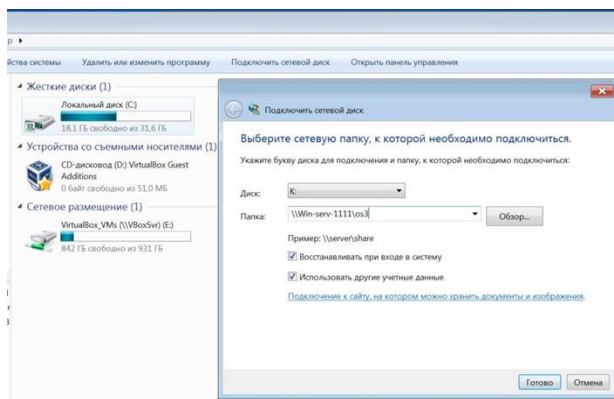 йства системы Удалить или изменить программу Подключить сетевой диск Открыть панель управления
Жесткие диски (1)
Локальный диск (C:)
18,1 ГБ свободно из 31,6 ГБ
Устройства со съемными носителями (1)
CD-дисковод (D:) VirtualBox Guest
Additions
0 байт свободно из 51,0 МБ
Сетевое размещение (1)
VirtualBox_VMs (\\VBoxSvr) (E:)
842 ГБ свободно из 931 ГБ
Подключить сетевой диск
Выберите сетевую папку, к которой необходимо подключиться.
Укажите букву диска для подключения и папку, к которой необходимо подключиться:
Диск: K:
Папка: \\Win-serv-1111\os3 Обзор...
Пример: \\server\share
Восстанавливать при входе в систему
Использовать другие учетные данные
Подключение к сайту, на котором можно хранить документы и изображения.
Готово Отмена